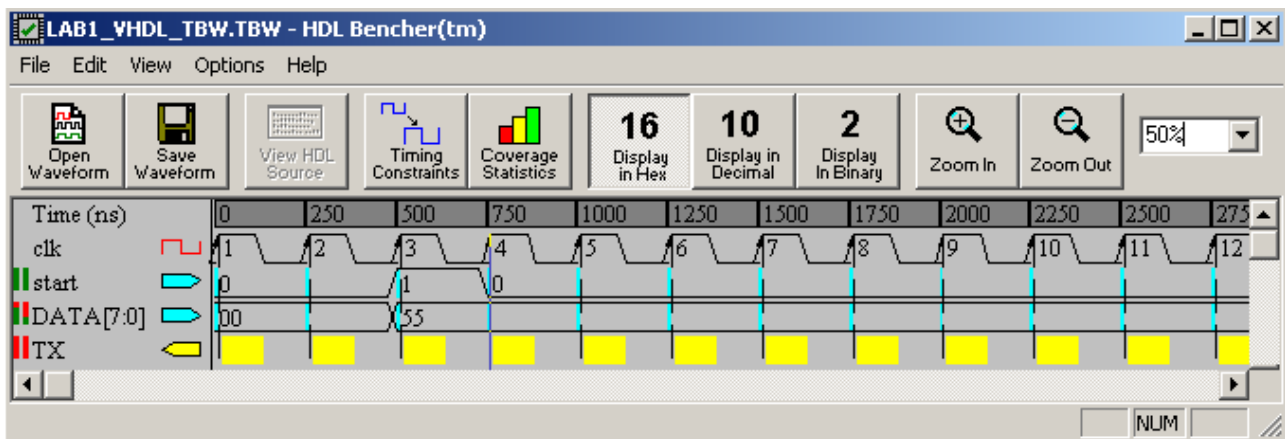 LAB1_VHDL_TBW.TBW - HDL Bencher(tm)
File Edit View Options Help
Open Waveform
Save Waveform
View HDL Source
Timing Constraints
Coverage Statistics
16 Display in Hex
10 Display in Decimal
2 Display In Binary
Zoom In
Zoom Out
50%
Time (ns) 0 250 500 750 1000 1250 1500 1750 2000 2250 2500 275
clk 1 2 3 4 5 6 7 8 9 10 11 12
start 0 1 0
DATA[7:0] 00 55
TX
NUM